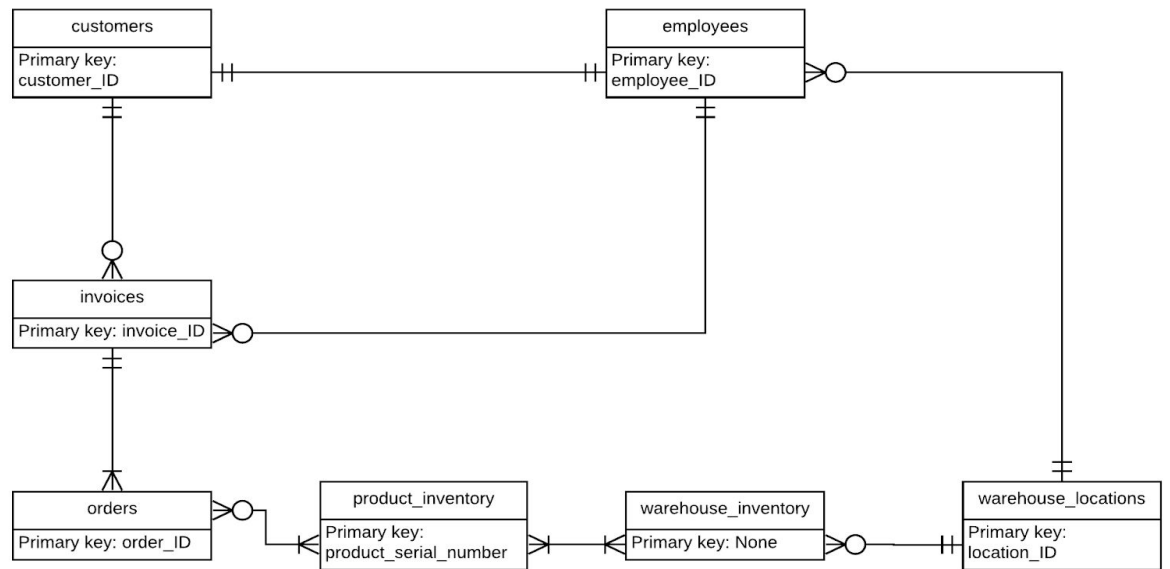 customers
Primary key:
customer_ID
employees
Primary key:
employee_ID
invoices
Primary key: invoice_ID
orders
Primary key: order_ID
product_inventory
Primary key:
product_serial_number
warehouse_inventory
Primary key: None
warehouse_locations
Primary key:
location_ID